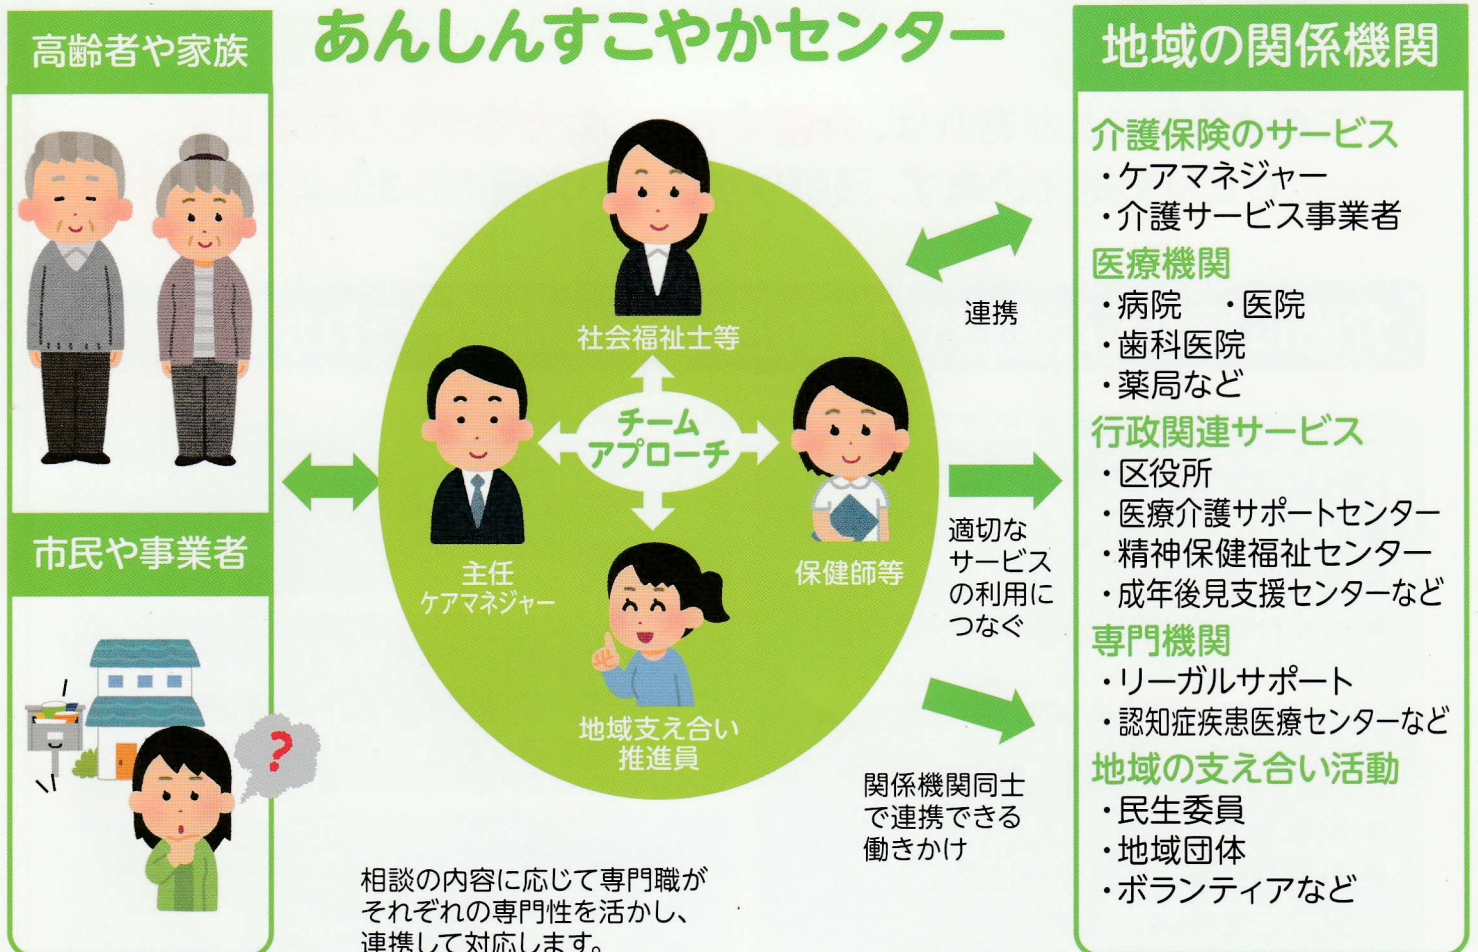 あんしんすこやかセンター
高齢者や家族
市民や事業者
?
社会福祉士等
チーム
アプローチ
主任
ケアマネジャー
保健師等
地域支え合い
推進員
相談の内容に応じて専門職が
それぞれの専門性を活かし、
連携して対応します。
連携
適切な
サービス
の利用に
つなぐ
関係機関同士
で連携できる
働きかけ
地域の関係機関
介護保険のサービス
・ケアマネジャー
・介護サービス事業者
医療機関
・病院 ・医院
・歯科医院
・薬局など
行政関連サービス
・区役所
・医療介護サポートセンター
・精神保健福祉センター
・成年後見支援センターなど
専門機関
・リーガルサポート
・認知症疾患医療センターなど
地域の支え合い活動
・民生委員
・地域団体
・ボランティアなど